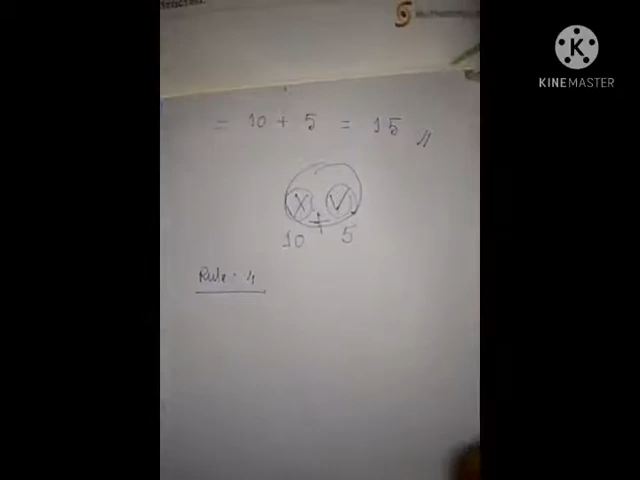 KINEMASTER
= 10 + 5 = 15 //
X ✓
+
10 5
Rule - 4